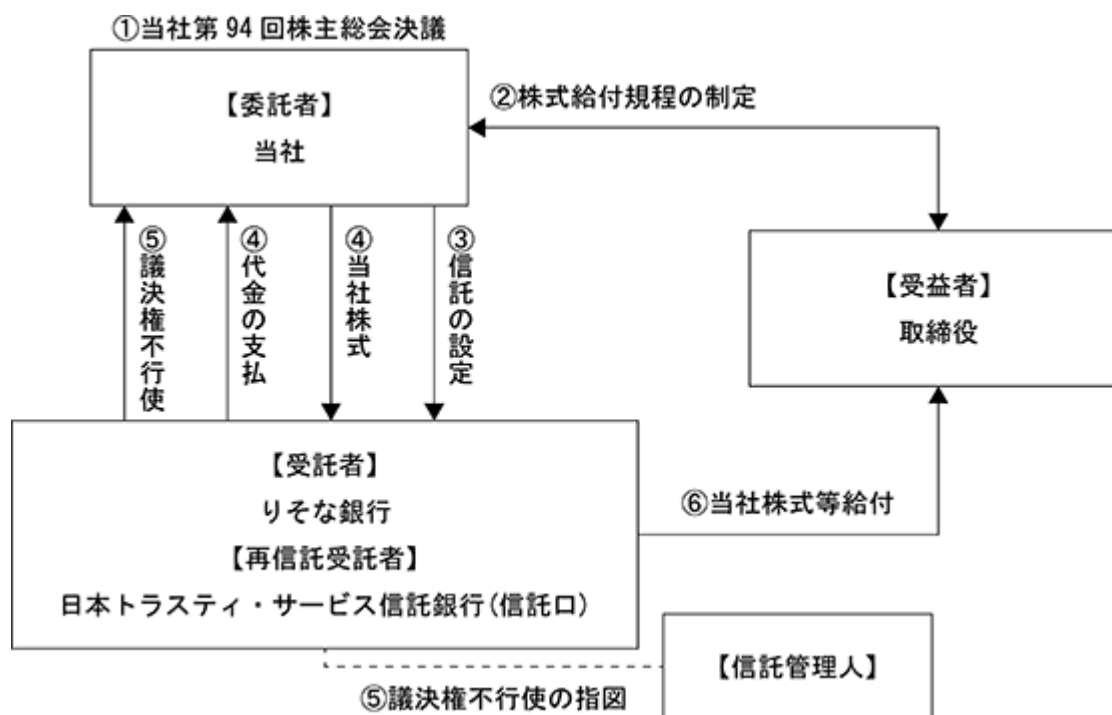 ①当社第 94 回株主総会決議
【委託者】
当社
②株式給付規程の制定
⑤議決権不行使
④代金の支払
④当社株式
③信託の設定
【受益者】
取締役
【受託者】
りそな銀行
【再信託受託者】
日本トラスティ・サービス信託銀行(信託口)
⑥当社株式等給付
【信託管理人】
⑤議決権不行使の指図